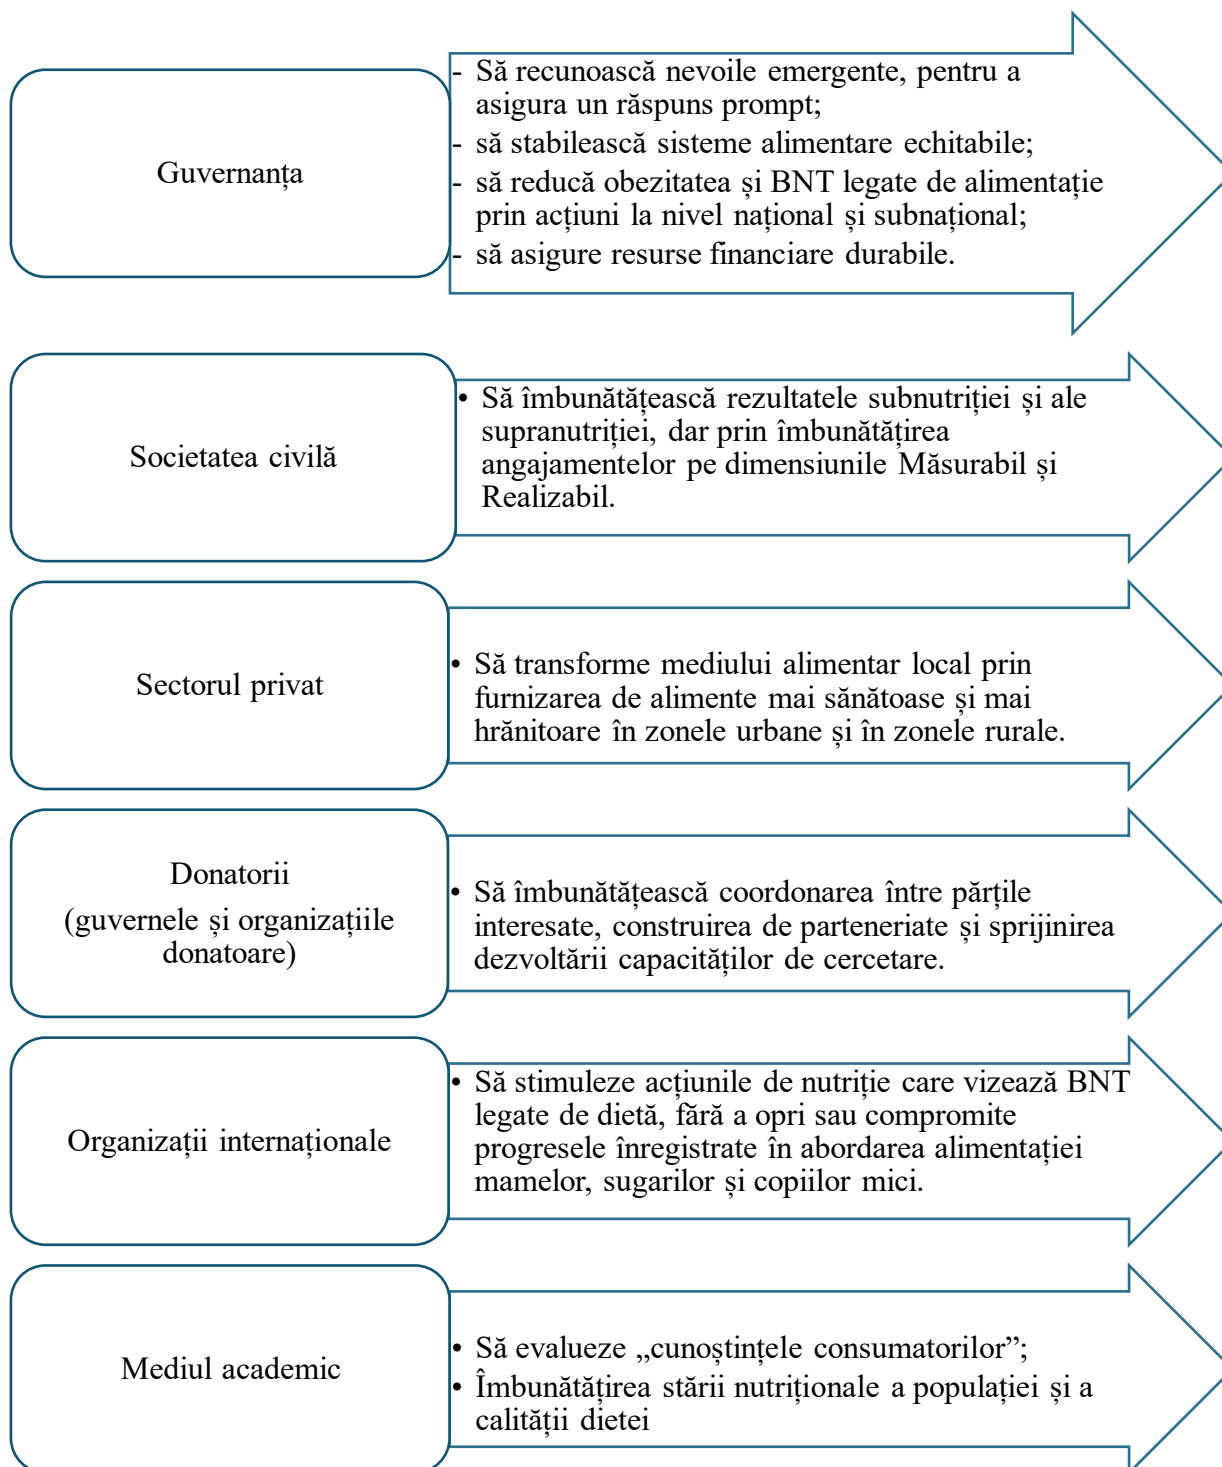 Guvernanța
- Să recunoască nevoile emergente, pentru a
asigura un răspuns prompt;
- să stabilească sisteme alimentare echitabile;
- să reducă obezitatea și BNT legate de alimentație
prin acțiuni la nivel național și subnațional;
- să asigure resurse financiare durabile.
Societatea civilă
• Să îmbunătățească rezultatele subnutriției și ale
supranutriției, dar prin îmbunătățirea
angajamentelor pe dimensiunile Măsurabil și
Realizabil.
Sectorul privat
• Să transforme mediului alimentar local prin
furnizarea de alimente mai sănătoase și mai
hrănitoare în zonele urbane și în zonele rurale.
Donatorii
(guvernele și organizațiile
donatoare)
• Să îmbunătățească coordonarea între părțile
interesate, construirea de parteneriate și sprijinirea
dezvoltării capacităților de cercetare.
Organizații internaționale
• Să stimuleze acțiunile de nutriție care vizează BNT
legate de dietă, fără a opri sau compromite
progresele înregistrate în abordarea alimentației
mamelor, sugarilor și copiilor mici.
Mediul academic
• Să evalueze „cunoștințele consumatorilor”;
• Îmbunătățirea stării nutriționale a populației și a
calității dietei